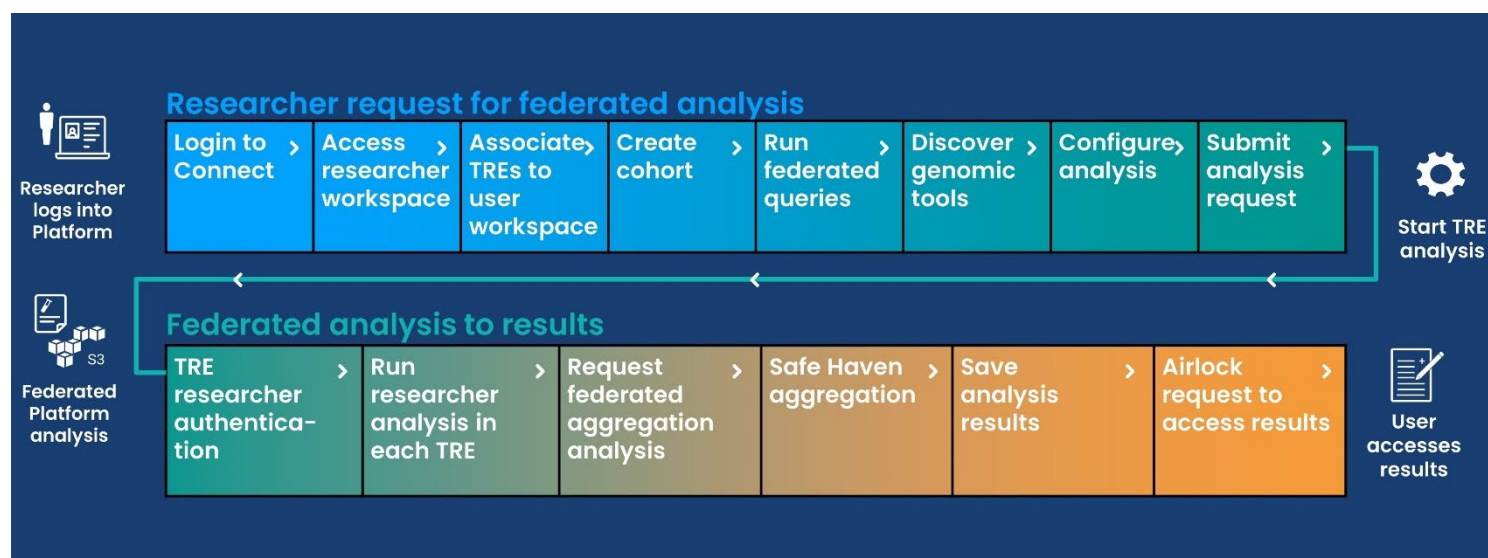 Researcher request for federated analysis
Researcher
logs into
Platform
Login to
Connect
Access
researcher
workspace
Associate
TREs to
user
workspace
Create
cohort
Run
federated
queries
Discover
genomic
tools
Configure
analysis
Submit
analysis
request
Start TRE
analysis
Federated analysis to results
S3
Federated
Platform
analysis
TRE
researcher
authentica-
tion
Run
researcher
analysis in
each TRE
Request
federated
aggregation
analysis
Safe Haven
aggregation
Save
analysis
results
Airlock
request to
access results
User
accesses
results